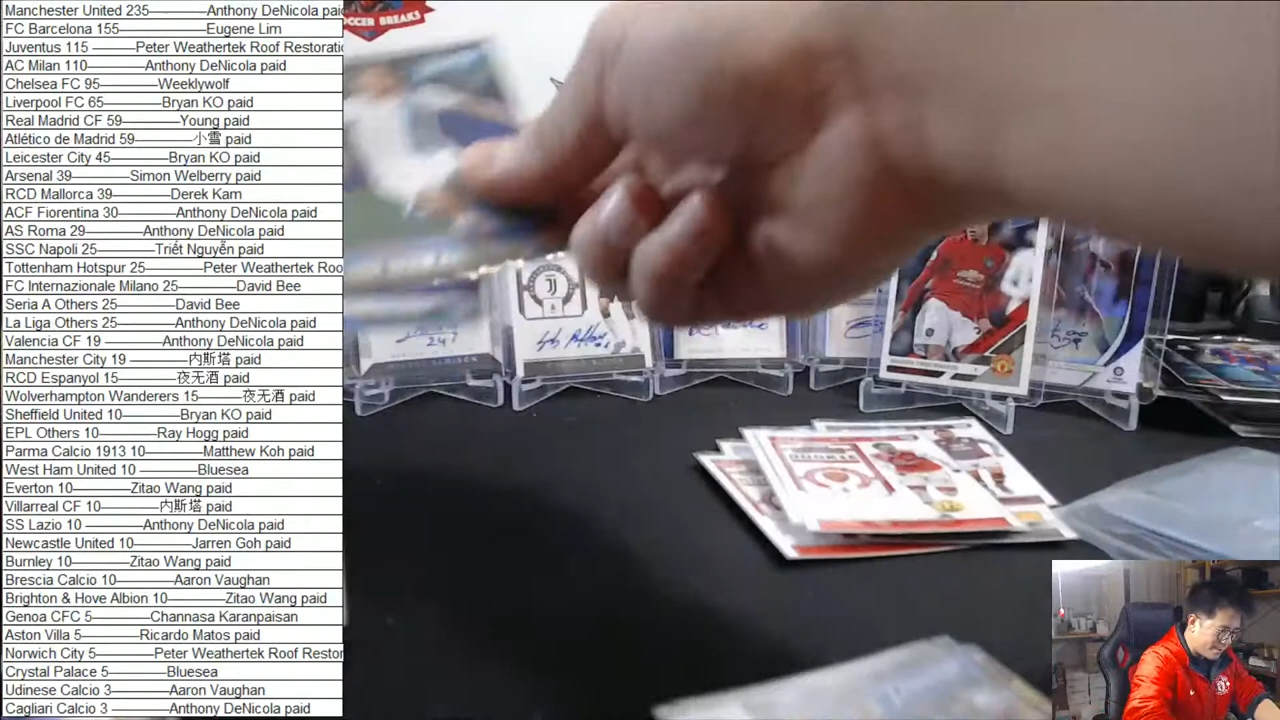 Manchester United 235————Anthony DeNicola paid
FC Barcelona 155————Eugene Lim
Juventus 115 ————Peter Weathertek Roof Restoratio
AC Milan 110————Anthony DeNicola paid
Chelsea FC 95————Weeklywolf
Liverpool FC 65————Bryan KO paid
Real Madrid CF 59————Young paid
Atlético de Madrid 59————小雪 paid
Leicester City 45————Bryan KO paid
Arsenal 39————Simon Welberry paid
RCD Mallorca 39————Derek Kam
ACF Fiorentina 30————Anthony DeNicola paid
AS Roma 29————Anthony DeNicola paid
SSC Napoli 25————Triết Nguyễn paid
Tottenham Hotspur 25————Peter Weathertek Roo
FC Internazionale Milano 25————David Bee
Seria A Others 25————David Bee
La Liga Others 25————Anthony DeNicola paid
Valencia CF 19————Anthony DeNicola paid
Manchester City 19————内斯塔 paid
RCD Espanyol 15————夜无酒 paid
Wolverhampton Wanderers 15————夜无酒 paid
Sheffield United 10————Bryan KO paid
EPL Others 10————Ray Hogg paid
Parma Calcio 1913 10————Matthew Koh paid
West Ham United 10————Bluesea
Everton 10————Zitao Wang paid
Villarreal CF 10————内斯塔 paid
SS Lazio 10 ————Anthony DeNicola paid
Newcastle United 10————Jarren Goh paid
Burnley 10————Zitao Wang paid
Brescia Calcio 10————Aaron Vaughan
Brighton & Hove Albion 10————Zitao Wang paid
Genoa CFC 5————Channasa Karanpaisan
Aston Villa 5————Ricardo Matos paid
Norwich City 5————Peter Weathertek Roof Restor
Crystal Palace 5————Bluesea
Udinese Calcio 3————Aaron Vaughan
Cagliari Calcio 3————Anthony DeNicola paid
SOCCER BREAKS